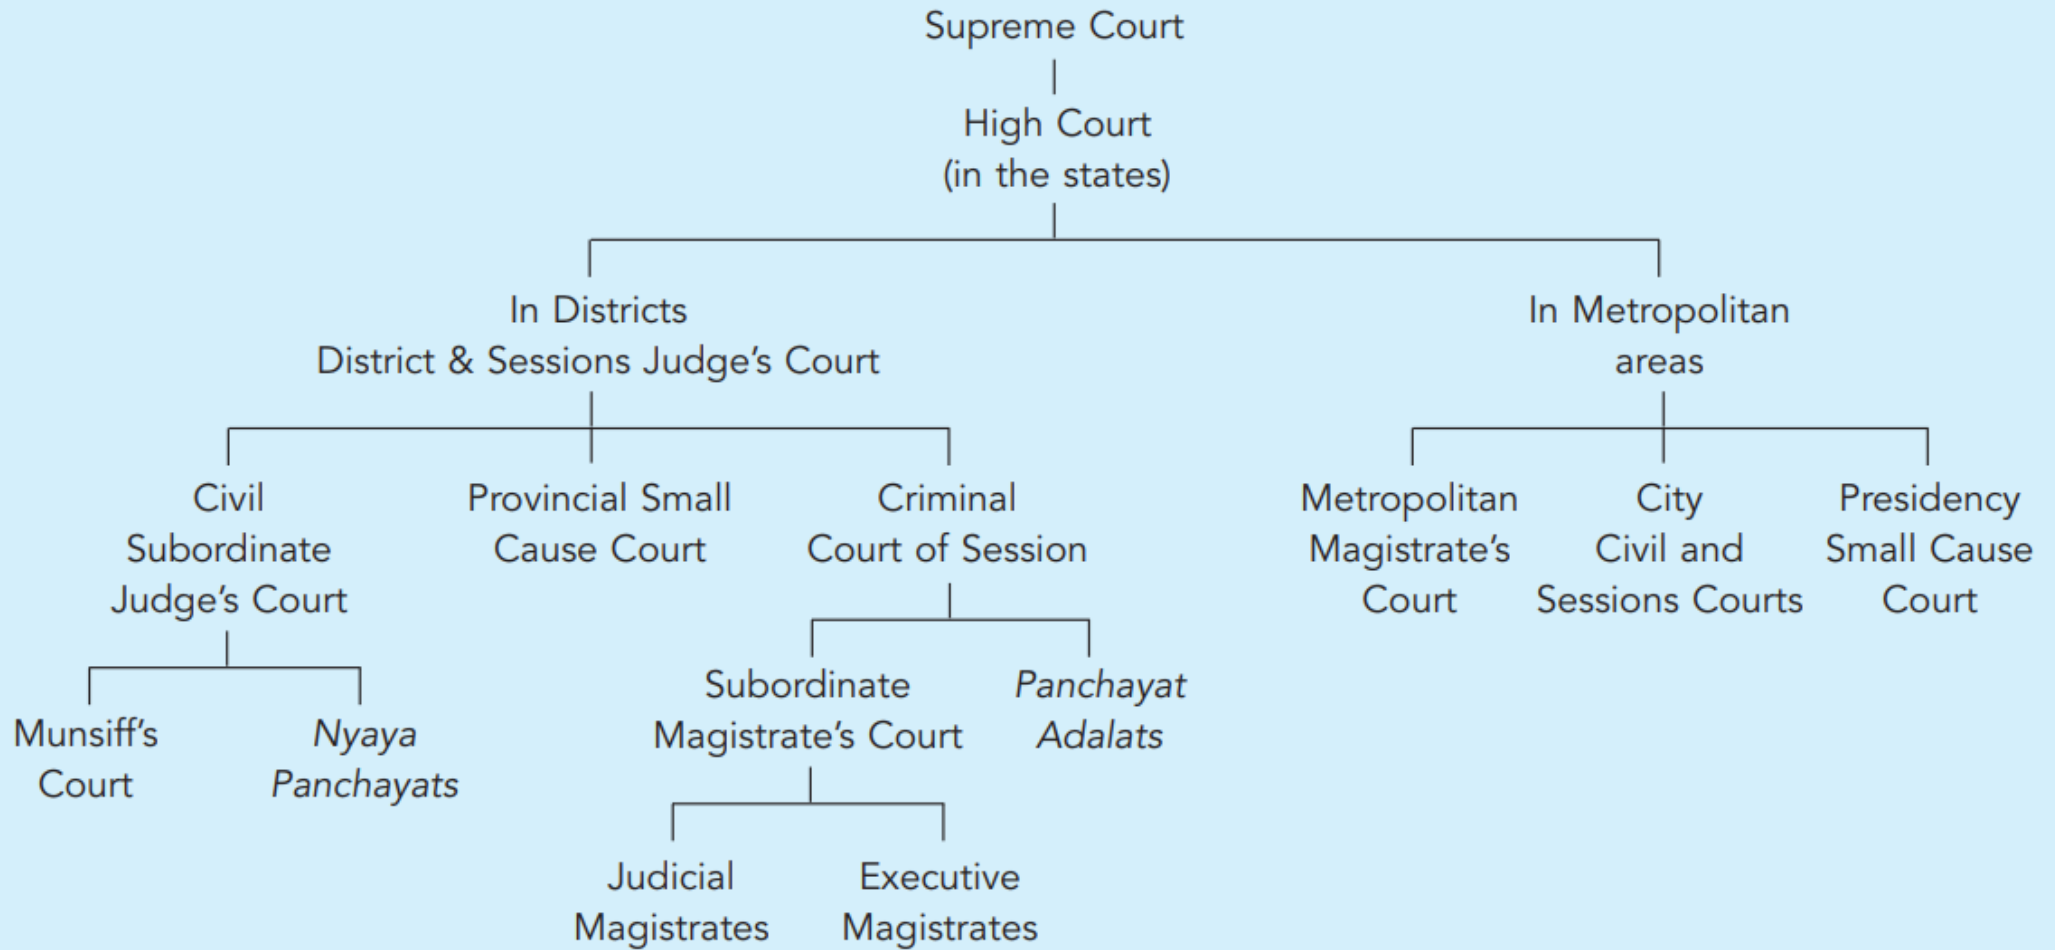 Supreme Court
High Court
(in the states)
In Districts
District & Sessions Judge’s Court
In Metropolitan
areas
Civil
Subordinate
Judge’s Court
Provincial Small
Cause Court
Criminal
Court of Session
Metropolitan
Magistrate’s
Court
City
Civil and
Sessions Courts
Presidency
Small Cause
Court
Munsiff’s
Court
Nyaya
Panchayats
Subordinate
Magistrate’s Court
Panchayat
Adalats
Judicial
Magistrates
Executive
Magistrates